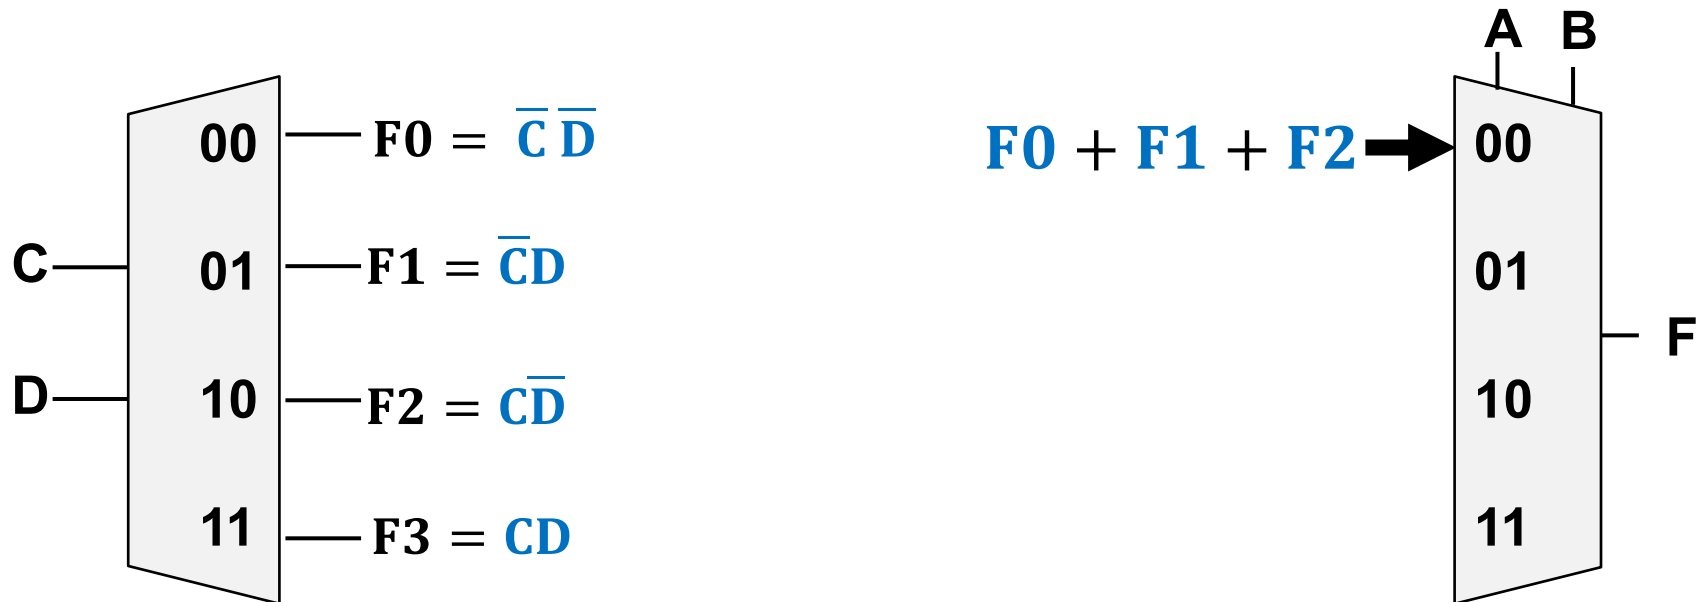 A B
00 F0 = C̅ D̅
F0 + F1 + F2 00
C 01 F1 = C̅D
01
F
D 10 F2 = CD̅
10
11 F3 = CD
11